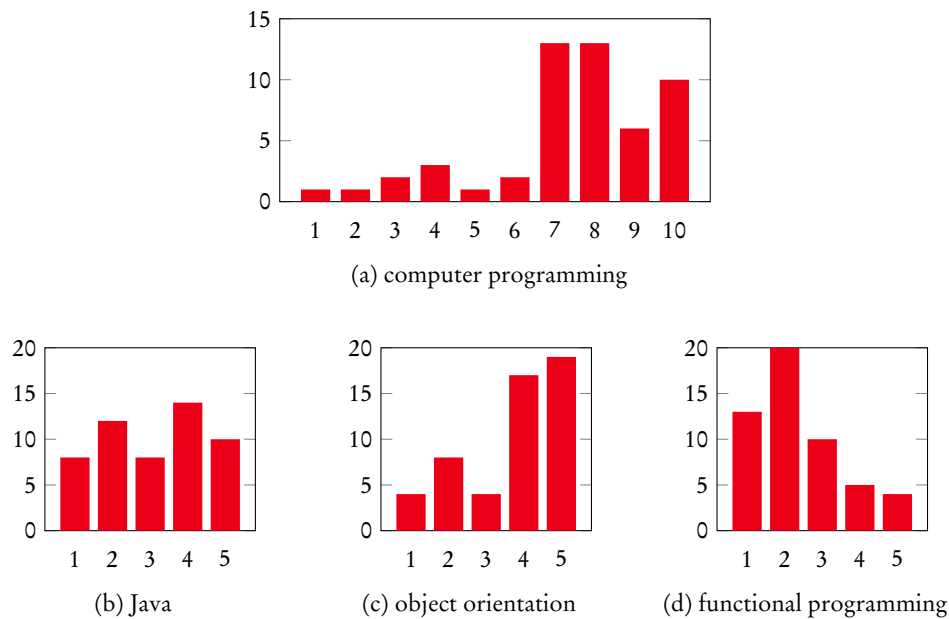 15
10
5
0
1 2 3 4 5 6 7 8 9 10
(a) computer programming
20
15
10
5
0
1 2 3 4 5
(b) Java
20
15
10
5
0
1 2 3 4 5
(c) object orientation
20
15
10
5
0
1 2 3 4 5
(d) functional programming